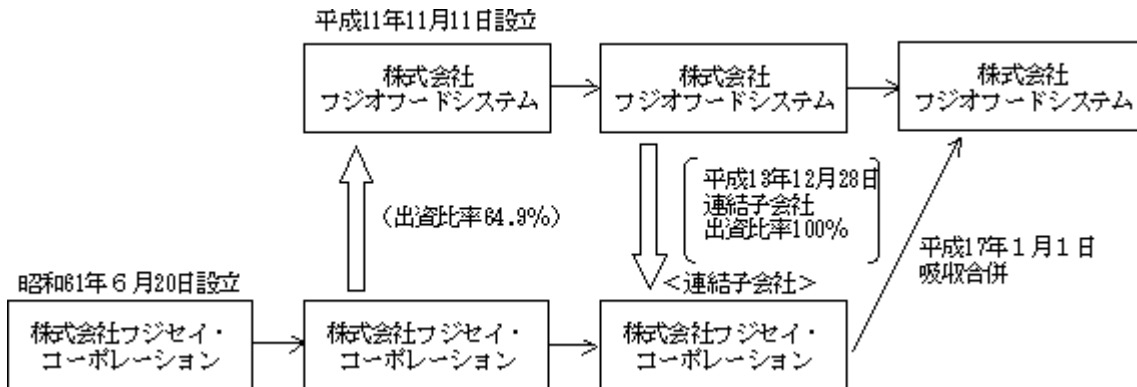 平成11年11月11日設立
株式会社
フジオフードシステム
株式会社
フジオフードシステム
株式会社
フジオフードシステム
(出資比率64.9%)
平成13年12月28日
連結子会社
出資比率100%
平成17年1月1日
吸収合併
昭和61年6月20日設立
<連結子会社>
株式会社フジセイ・
コーポレーション
株式会社フジセイ・
コーポレーション
株式会社フジセイ・
コーポレーション